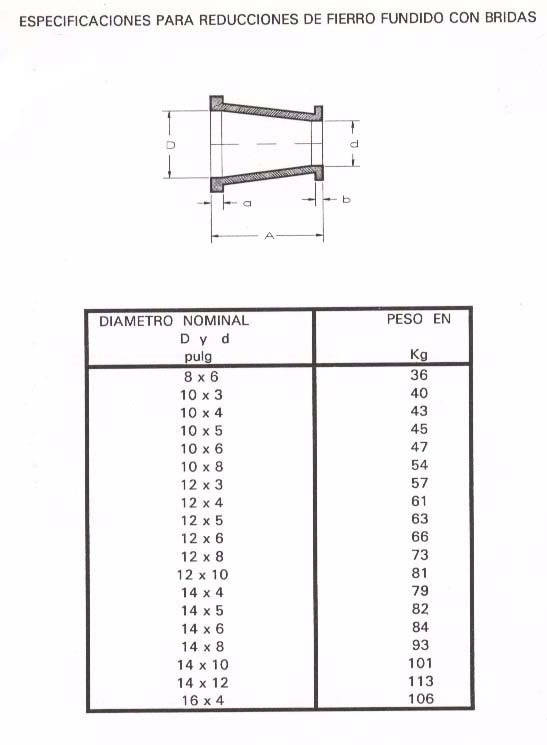 ESPECIFICACIONES PARA REDUCCIONES DE FIERRO FUNDIDO CON BRIDAS
D
d
a
b
A
DIAMETRO NOMINAL PESO EN
D y d
pulg Kg
8 x 6 36
10 x 3 40
10 x 4 43
10 x 5 45
10 x 6 47
10 x 8 54
12 x 3 57
12 x 4 61
12 x 5 63
12 x 6 66
12 x 8 73
12 x 10 81
14 x 4 79
14 x 5 82
14 x 6 84
14 x 8 93
14 x 10 101
14 x 12 113
16 x 4 106